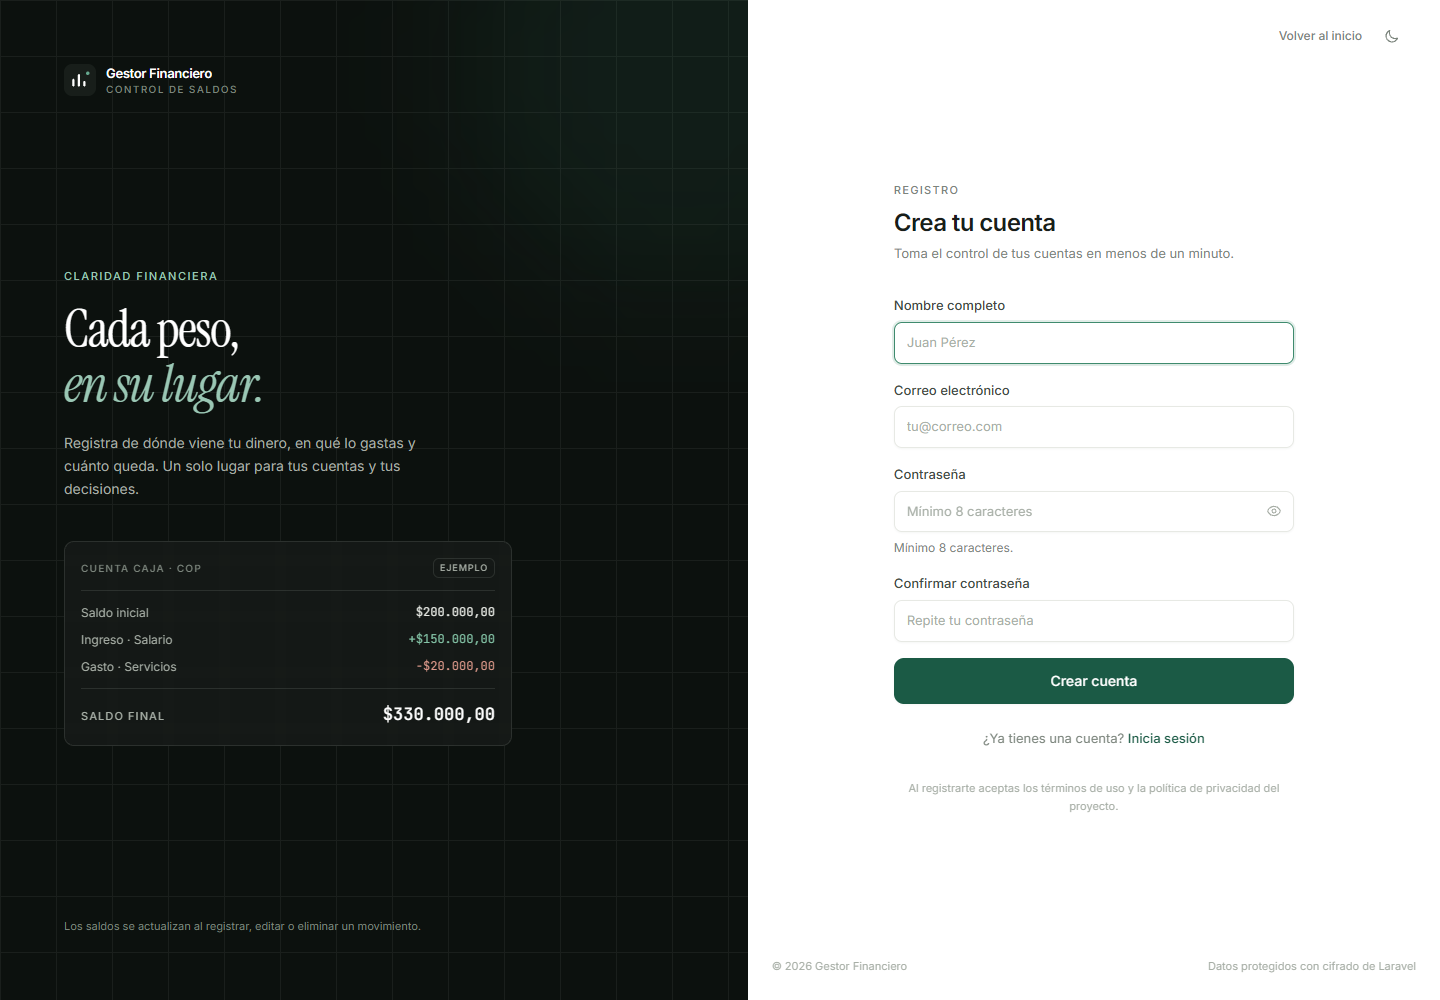 Gestor Financiero
CONTROL DE SALDOS
CLARIDAD FINANCIERA
Cada peso,
en su lugar.
Registra de dónde viene tu dinero, en qué lo gastas y
cuánto queda. Un solo lugar para tus cuentas y tus
decisiones.
CUENTA CAJA · COP EJEMPLO
Saldo inicial $200.000,00
Ingreso · Salario +$150.000,00
Gasto · Servicios -$20.000,00
SALDO FINAL $330.000,00
Los saldos se actualizan al registrar, editar o eliminar un movimiento.
Volver al inicio
REGISTRO
Crea tu cuenta
Toma el control de tus cuentas en menos de un minuto.
Nombre completo
Juan Pérez
Correo electrónico
tu@correo.com
Contraseña
Mínimo 8 caracteres
Mínimo 8 caracteres.
Confirmar contraseña
Repite tu contraseña
Crear cuenta
¿Ya tienes una cuenta? Inicia sesión
Al registrarte aceptas los términos de uso y la política de privacidad del
proyecto.
© 2026 Gestor Financiero
Datos protegidos con cifrado de Laravel